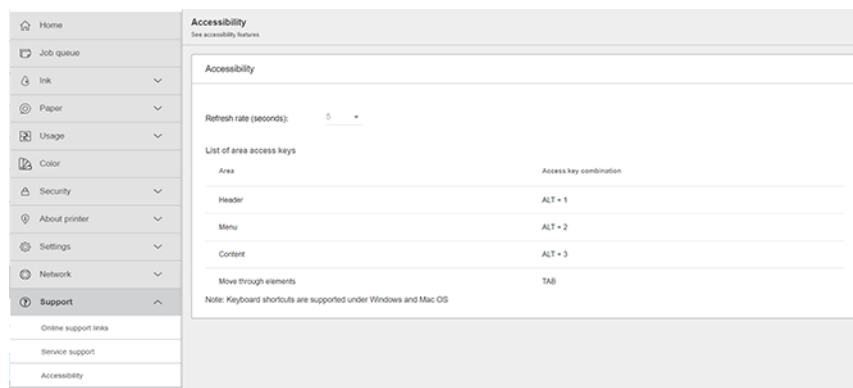 Home
Job queue
Ink
Paper
Usage
Color
Security
About printer
Settings
Network
Support
Online support links
Service support
Accessibility
Accessibility
See accessibility features
Accessibility
Refresh rate (seconds): 5
List of area access keys
Area Access key combination
Header ALT + 1
Menu ALT + 2
Content ALT + 3
Move through elements TAB
Note: Keyboard shortcuts are supported under Windows and Mac OS